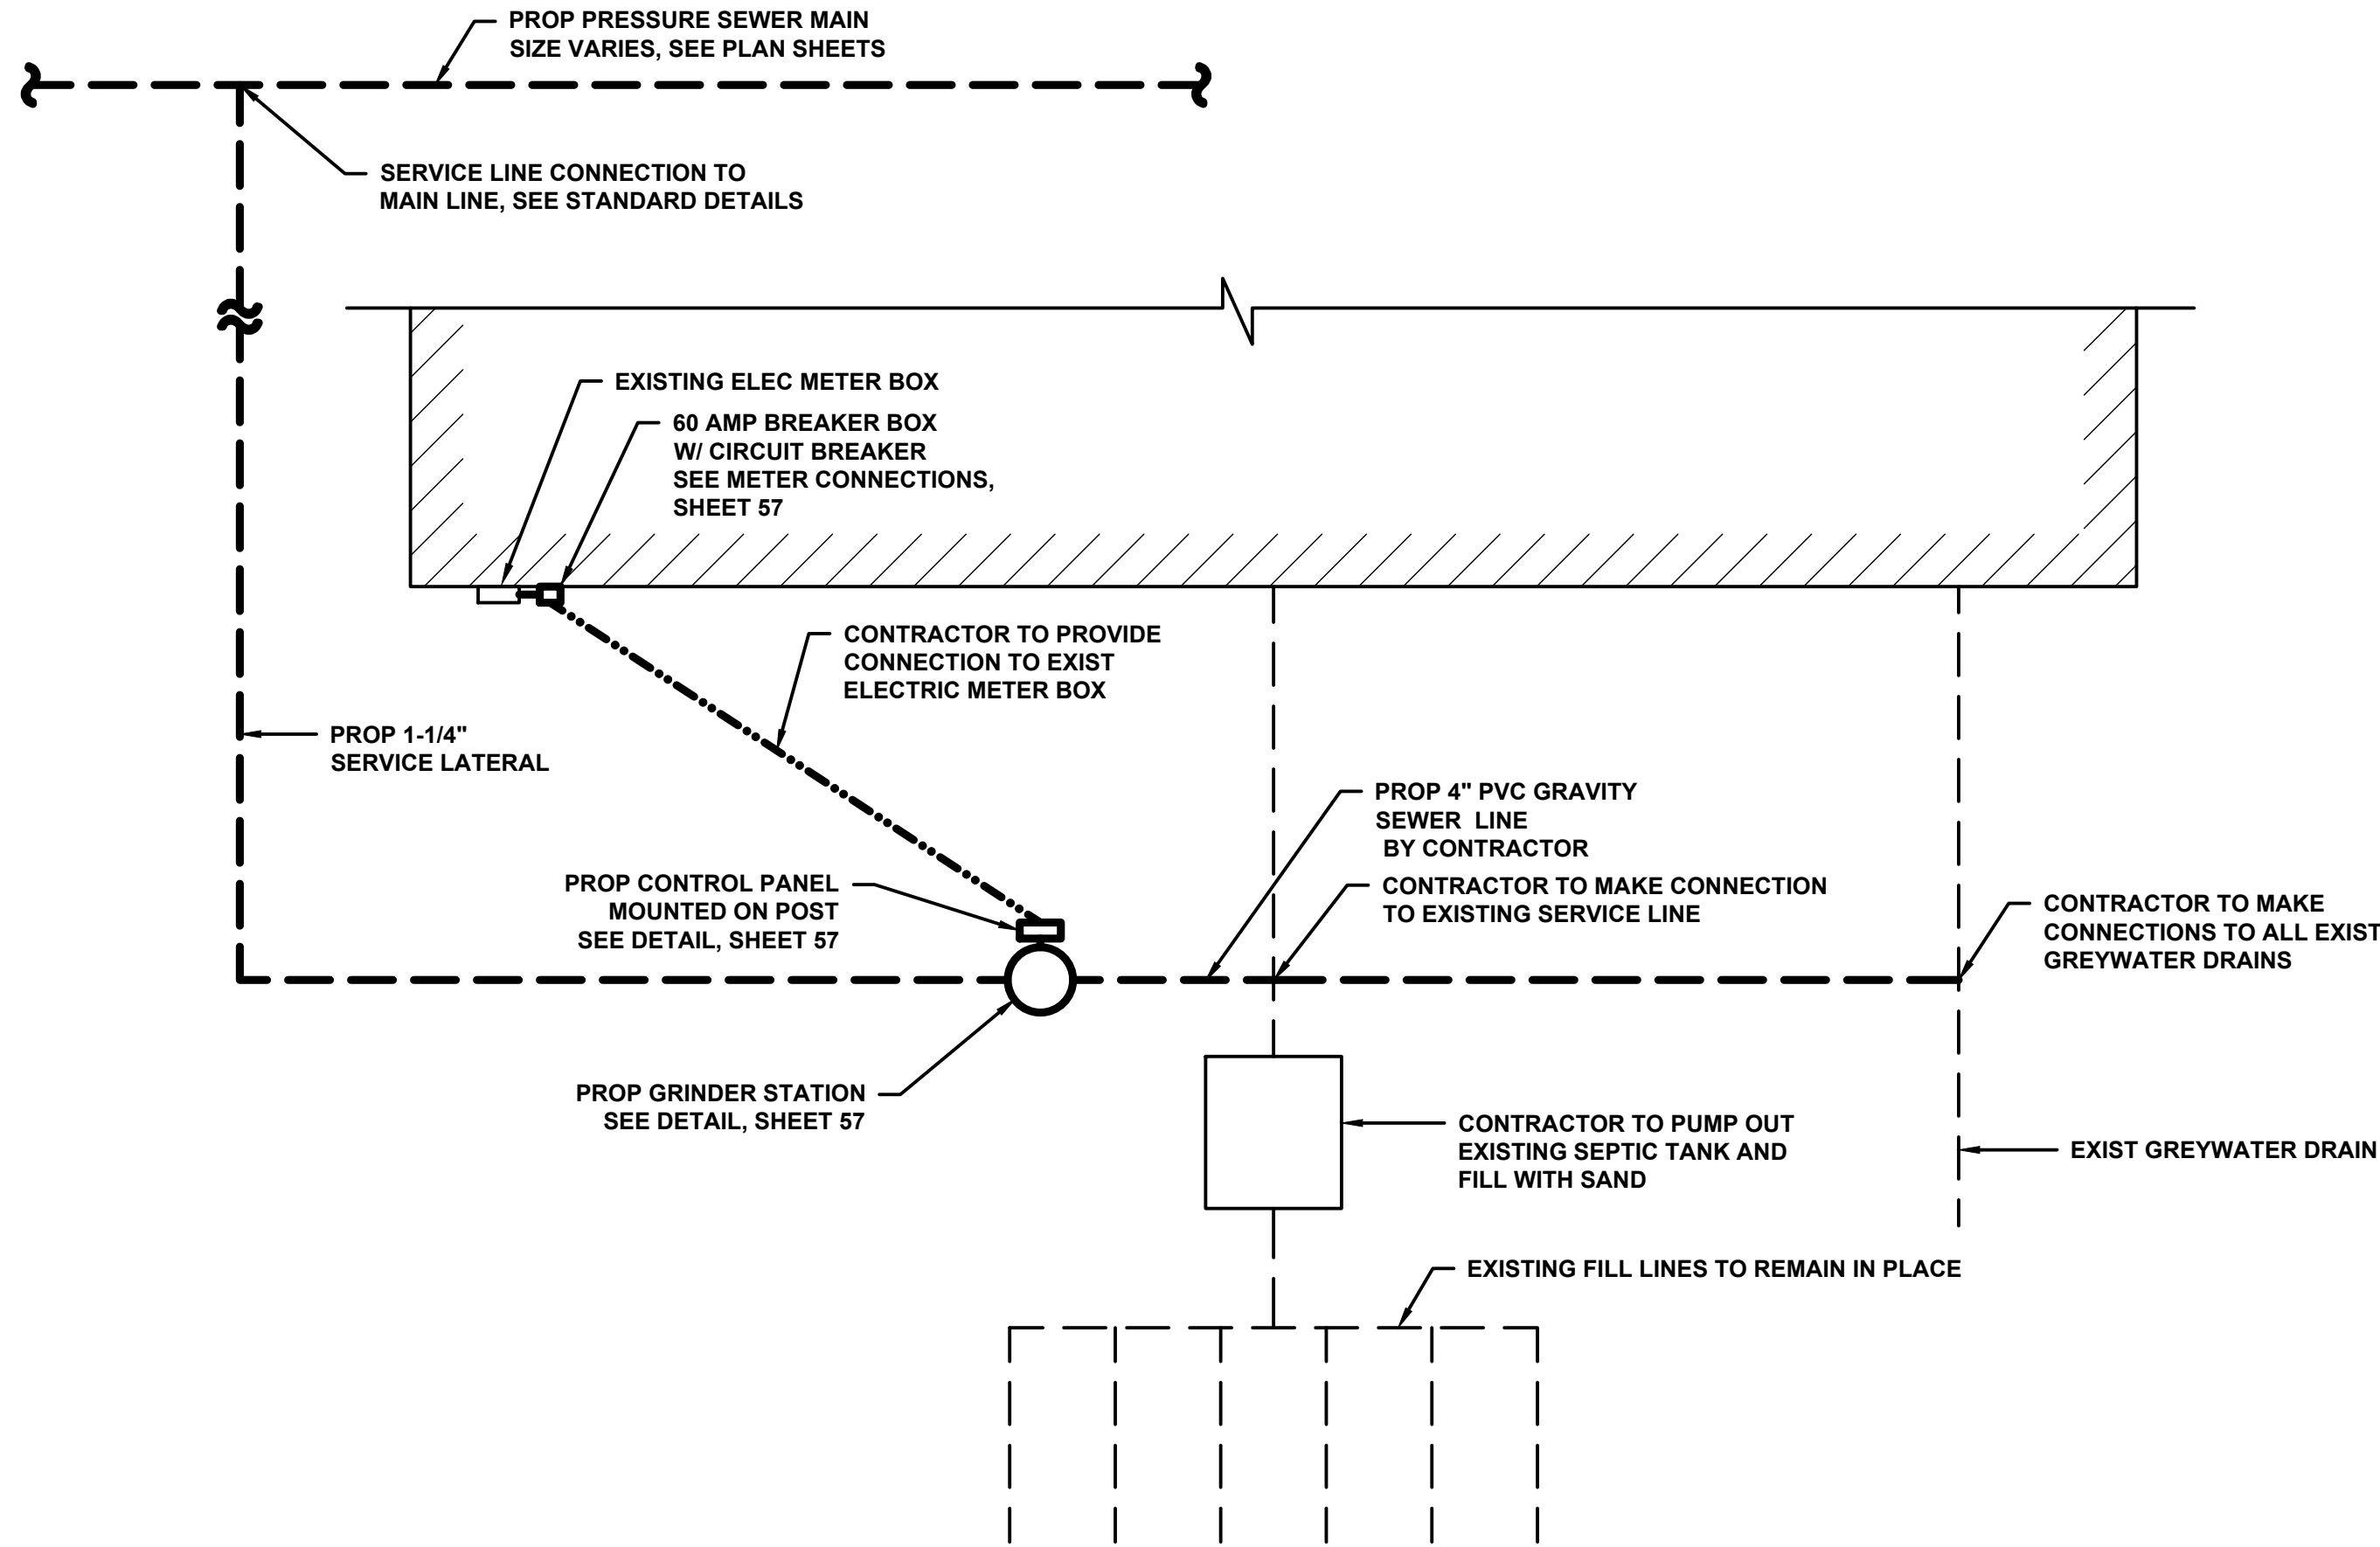 PROP PRESSURE SEWER MAIN
SIZE VARIES, SEE PLAN SHEETS
SERVICE LINE CONNECTION TO
MAIN LINE, SEE STANDARD DETAILS
EXISTING ELEC METER BOX
60 AMP BREAKER BOX
W/ CIRCUIT BREAKER
SEE METER CONNECTIONS,
SHEET 57
CONTRACTOR TO PROVIDE
CONNECTION TO EXIST
ELECTRIC METER BOX
PROP 1-1/4"
SERVICE LATERAL
PROP 4" PVC GRAVITY
SEWER LINE
BY CONTRACTOR
PROP CONTROL PANEL
MOUNTED ON POST
SEE DETAIL, SHEET 57
CONTRACTOR TO MAKE CONNECTION
TO EXISTING SERVICE LINE
CONTRACTOR TO MAKE
CONNECTIONS TO ALL EXIST
GREYWATER DRAINS
PROP GRINDER STATION
SEE DETAIL, SHEET 57
CONTRACTOR TO PUMP OUT
EXISTING SEPTIC TANK AND
FILL WITH SAND
EXIST GREYWATER DRAIN
EXISTING FILL LINES TO REMAIN IN PLACE